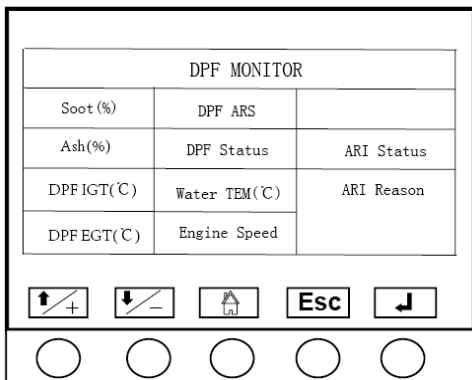 DPF MONITOR
Soot(%) DPF ARS
Ash(%) DPF Status ARI Status
DPF IGT(℃) Water TEM(℃) ARI Reason
DPF EGT(℃) Engine Speed
+ - Esc